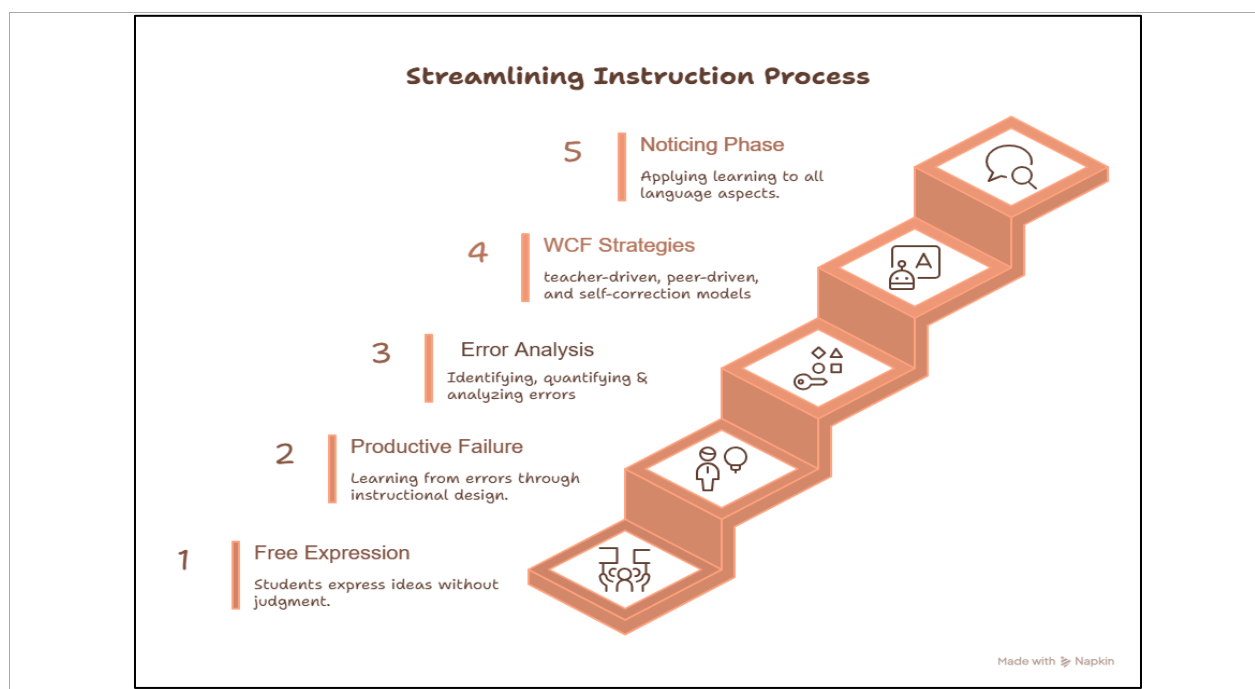 Streamlining Instruction Process
5
Noticing Phase
Applying learning to all
language aspects.
4
WCF Strategies
teacher-driven, peer-driven,
and self-correction models
3
Error Analysis
Identifying, quantifying &
analyzing errors
2
Productive Failure
Learning from errors through
instructional design.
1
Free Expression
Students express ideas without
judgment.
A
Made with Napkin